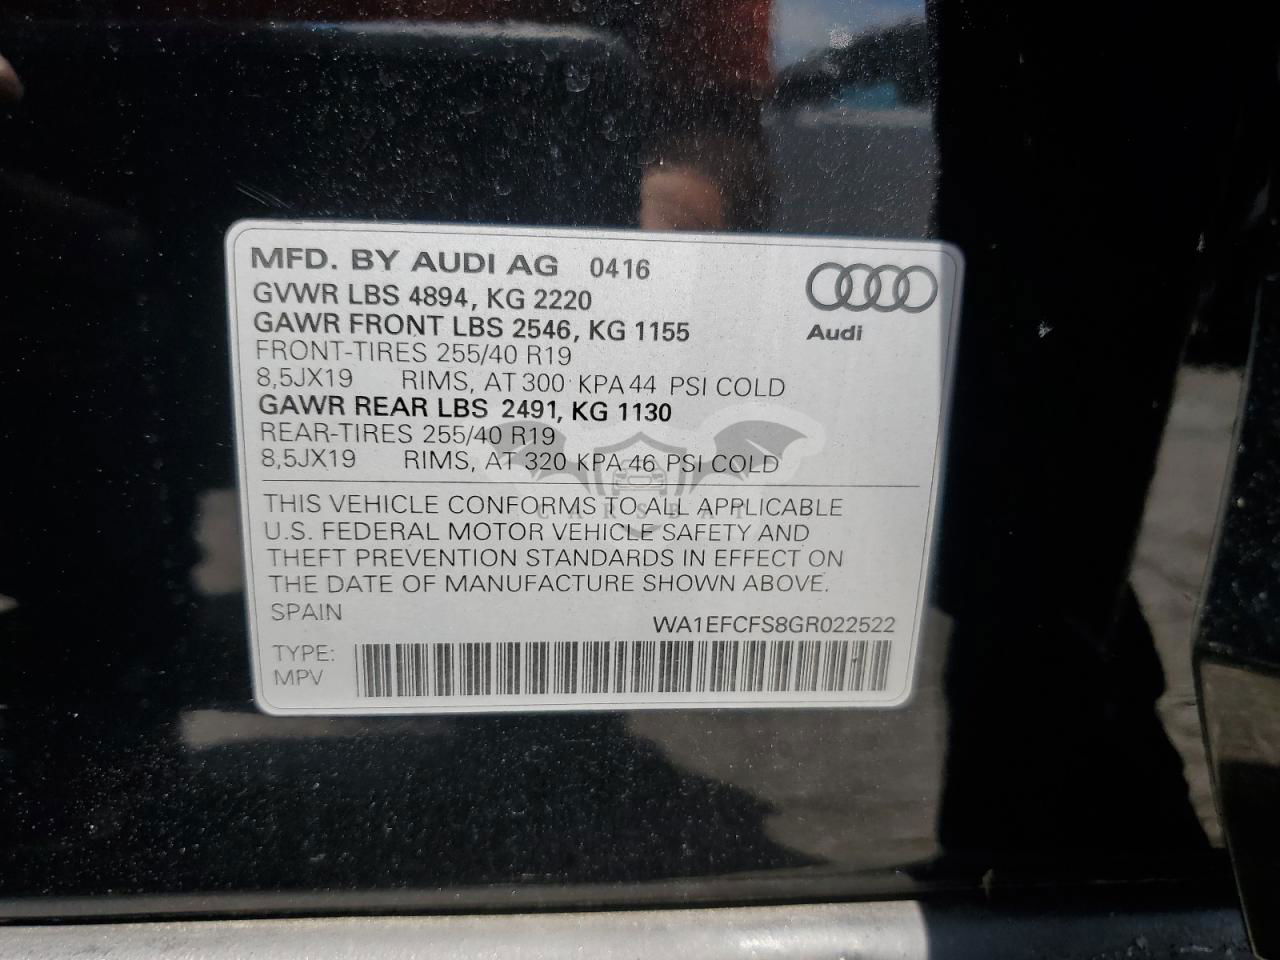 MFD. BY AUDI AG 0416
GVWR LBS 4894, KG 2220
GAWR FRONT LBS 2546, KG 1155
FRONT-TIRES 255/40 R19
8,5JX19 RIMS, AT 300 KPA 44 PSI COLD
GAWR REAR LBS 2491, KG 1130
REAR-TIRES 255/40 R19
8,5JX19 RIMS, AT 320 KPA 46 PSI COLD
Audi
CARSBAT
THIS VEHICLE CONFORMS TO ALL APPLICABLE
U.S. FEDERAL MOTOR VEHICLE SAFETY AND
THEFT PREVENTION STANDARDS IN EFFECT ON
THE DATE OF MANUFACTURE SHOWN ABOVE.
SPAIN WA1EFCFS8GR022522
TYPE:
MPV